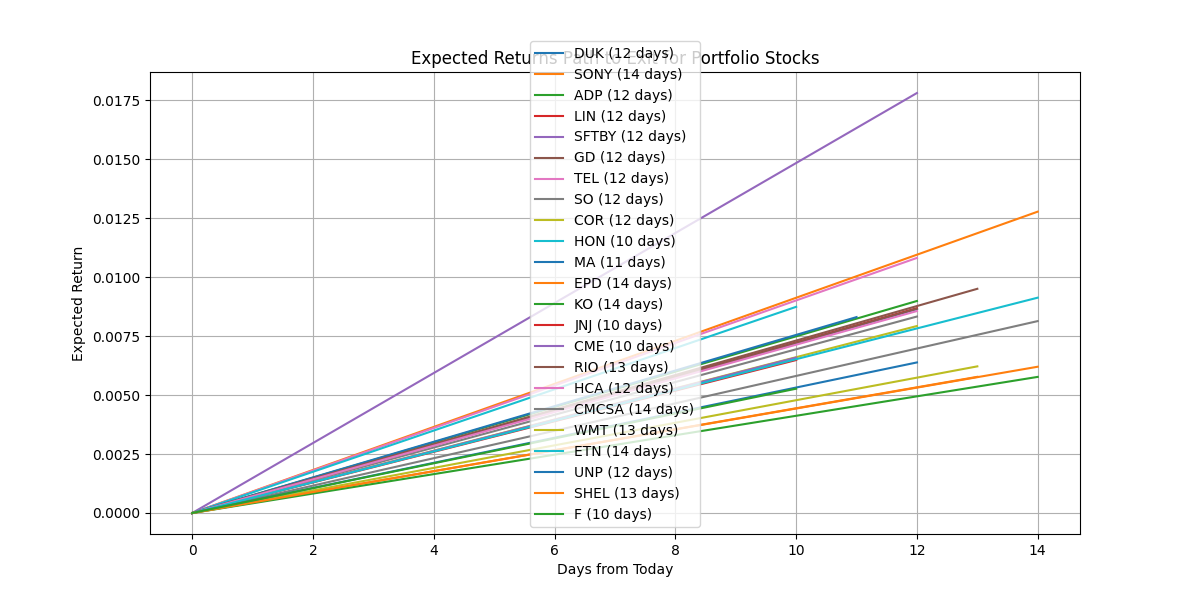 Expected Returns Path to Exit for Portfolio Stocks
DUK (12 days)
SONY (14 days)
ADP (12 days)
LIN (12 days)
SFTBY (12 days)
GD (12 days)
TEL (12 days)
SO (12 days)
COR (12 days)
HON (10 days)
MA (11 days)
EPD (14 days)
KO (14 days)
JNJ (10 days)
CME (10 days)
RIO (13 days)
HCA (12 days)
CMCSA (14 days)
WMT (13 days)
ETN (14 days)
UNP (12 days)
SHEL (13 days)
F (10 days)
Expected Return
0.0175
0.0150
0.0125
0.0100
0.0075
0.0050
0.0025
0.0000
0 2 4 6 8 10 12 14
Days from Today